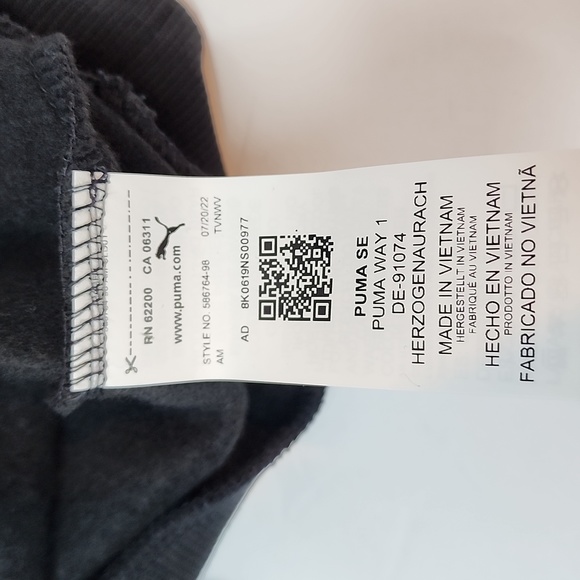 RN 62200 CA 06311
www.puma.com
STYLE NO. 586764-98 07/20/22
AM TVNWV
AD 8K0619NS00977
PUMA SE
PUMA WAY 1
DE-91074
HERZOGENAURACH
MADE IN VIETNAM
HERGESTELLT IN VIETNAM
FABRIQUÉ AU VIETNAM
HECHO EN VIETNAM
PRODOTTO IN VIETNAM
FABRICADO NO VIETNÃ